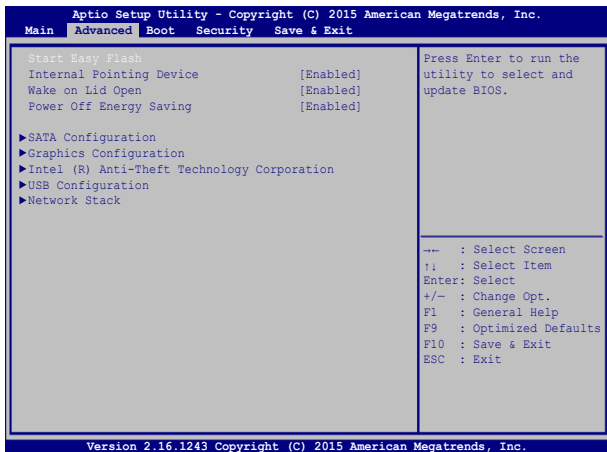 Aptio Setup Utility - Copyright (C) 2015 American Megatrends, Inc.
Main Advanced Boot Security Save & Exit
Start Easy Flash
Internal Pointing Device [Enabled]
Wake on Lid Open [Enabled]
Power Off Energy Saving [Enabled]
▶SATA Configuration
▶Graphics Configuration
▶Intel (R) Anti-Theft Technology Corporation
▶USB Configuration
▶Network Stack
Press Enter to run the
utility to select and
update BIOS.
→← : Select Screen
↑↓ : Select Item
Enter: Select
+/— : Change Opt.
F1 : General Help
F9 : Optimized Defaults
F10 : Save & Exit
ESC : Exit
Version 2.16.1243 Copyright (C) 2015 American Megatrends, Inc.